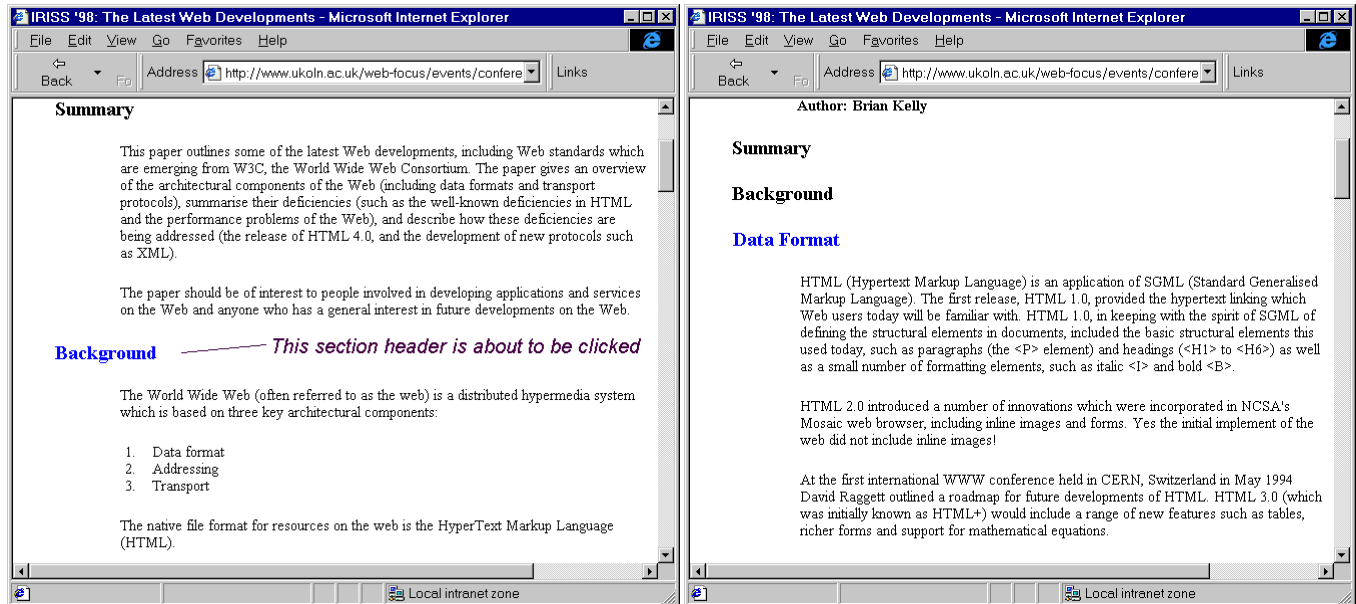 IRISS '98: The Latest Web Developments - Microsoft Internet Explorer
File Edit View Go Favorites Help
Back Fo Address http://www.ukoln.ac.uk/web-focus/events/confere Links
Summary
This paper outlines some of the latest Web developments, including Web standards which
are emerging from W3C, the World Wide Web Consortium. The paper gives an overview
of the architectural components of the Web (including data formats and transport
protocols), summarise their deficiencies (such as the well-known deficiencies in HTML
and the performance problems of the Web), and describe how these deficiencies are
being addressed (the release of HTML 4.0, and the development of new protocols such
as XML).
The paper should be of interest to people involved in developing applications and services
on the Web and anyone who has a general interest in future developments on the Web.
Background This section header is about to be clicked
The World Wide Web (often referred to as the web) is a distributed hypermedia system
which is based on three key architectural components:
1. Data format
2. Addressing
3. Transport
The native file format for resources on the web is the HyperText Markup Language
(HTML).
Local intranet zone
IRISS '98: The Latest Web Developments - Microsoft Internet Explorer
File Edit View Go Favorites Help
Back Fo Address http://www.ukoln.ac.uk/web-focus/events/confere Links
Author: Brian Kelly
Summary
Background
Data Format
HTML (Hypertext Markup Language) is an application of SGML (Standard Generalised
Markup Language). The first release, HTML 1.0, provided the hypertext linking which
Web users today will be familiar with. HTML 1.0, in keeping with the spirit of SGML of
defining the structural elements in documents, included the basic structural elements this
used today, such as paragraphs (the <P> element) and headings (<H1> to <H6>) as well
as a small number of formatting elements, such as italic <I> and bold <B>.
HTML 2.0 introduced a number of innovations which were incorporated in NCSA's
Mosaic web browser, including inline images and forms. Yes the initial implement of the
web did not include inline images!
At the first international WWW conference held in CERN, Switzerland in May 1994
David Raggett outlined a roadmap for future developments of HTML. HTML 3.0 (which
was initially known as HTML+) would include a range of new features such as tables,
richer forms and support for mathematical equations.
Local intranet zone